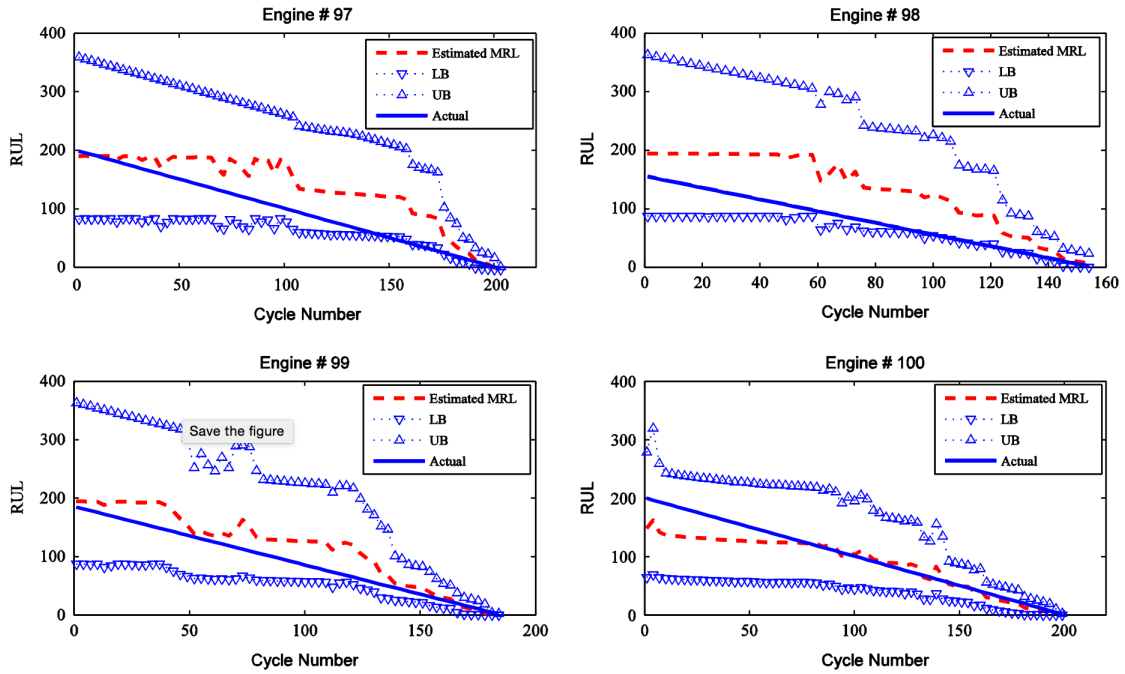 Engine # 97
400
300
200
100
0
RUL
0 50 100 150 200
Cycle Number
Estimated MRL
LB
UB
Actual
Engine # 98
400
300
200
100
0
RUL
0 20 40 60 80 100 120 140 160
Cycle Number
Estimated MRL
LB
UB
Actual
Engine # 99
400
300
200
100
0
RUL
0 50 100 150 200
Cycle Number
Estimated MRL
LB
UB
Actual
Save the figure
Engine # 100
400
300
200
100
0
RUL
0 50 100 150 200
Cycle Number
Estimated MRL
LB
UB
Actual